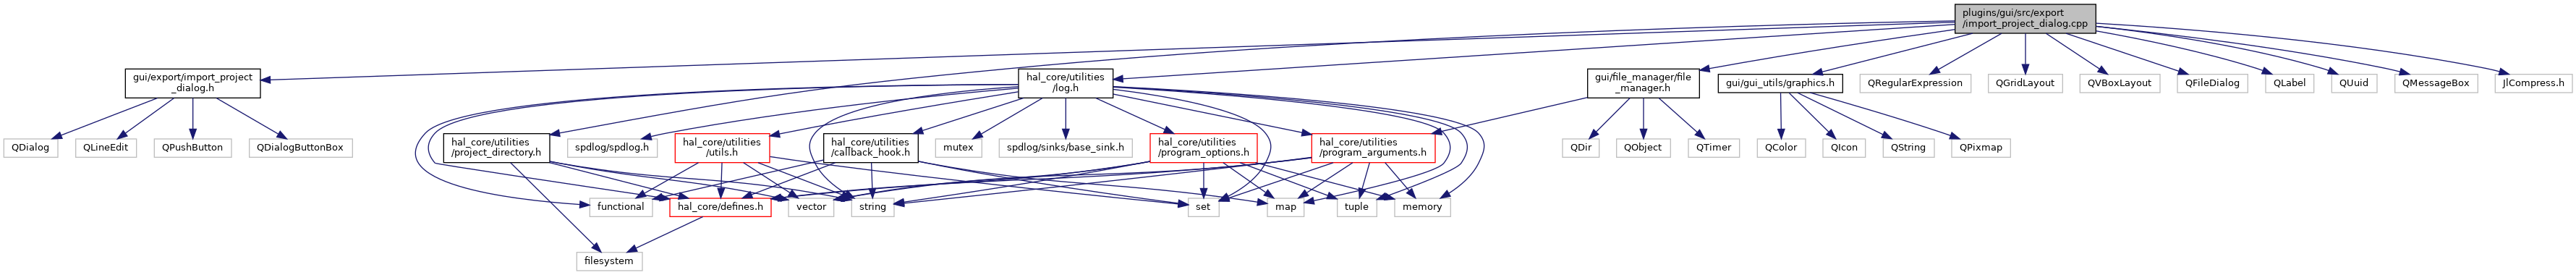 plugins/gui/src/export
/import_project_dialog.cpp
gui/export/import_project
_dialog.h
hal_core/utilities
/log.h
gui/file_manager/file
_manager.h
gui/gui_utils/graphics.h
QRegularExpression
QGridLayout
QVBoxLayout
QFileDialog
QLabel
QUuid
QMessageBox
JlCompress.h
QDialog
QLineEdit
QPushButton
QDialogButtonBox
hal_core/utilities
/project_directory.h
spdlog/spdlog.h
hal_core/utilities
/utils.h
hal_core/utilities
/callback_hook.h
mutex
spdlog/sinks/base_sink.h
hal_core/utilities
/program_options.h
hal_core/utilities
/program_arguments.h
QDir
QObject
QTimer
QColor
QIcon
QString
QPixmap
functional
hal_core/defines.h
vector
string
set
map
tuple
memory
filesystem